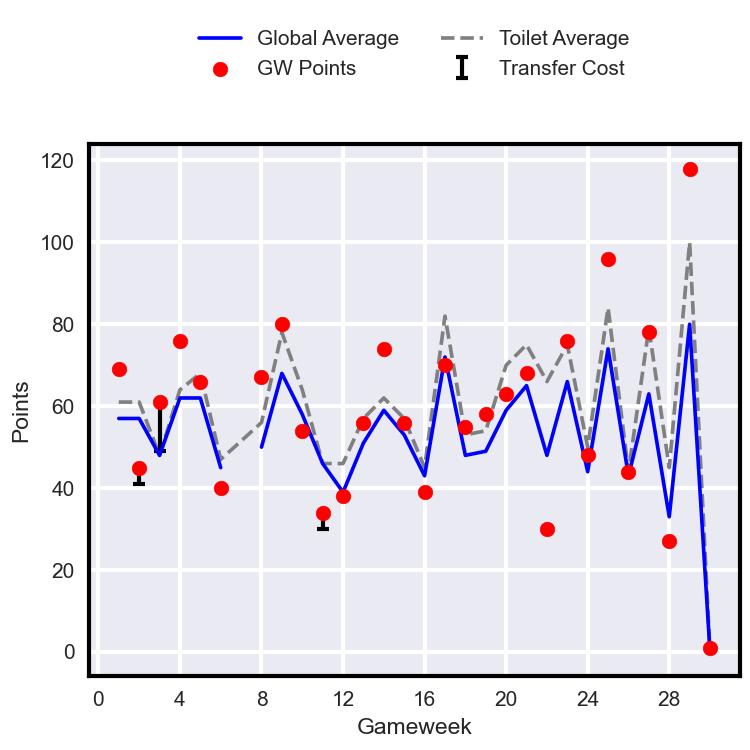 Global Average
Toilet Average
GW Points
Transfer Cost
120
100
80
60
40
20
0
Points
0 4 8 12 16 20 24 28
Gameweek